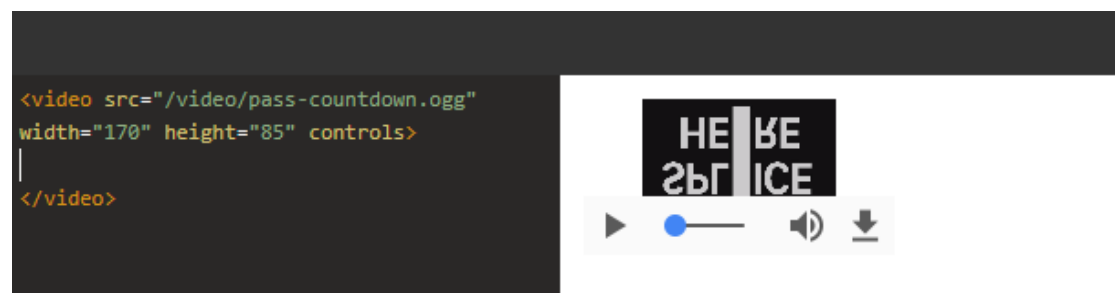 <video src="/video/pass-countdown.ogg"
width="170" height="85" controls>
</video>
HE RE
SPL ICE